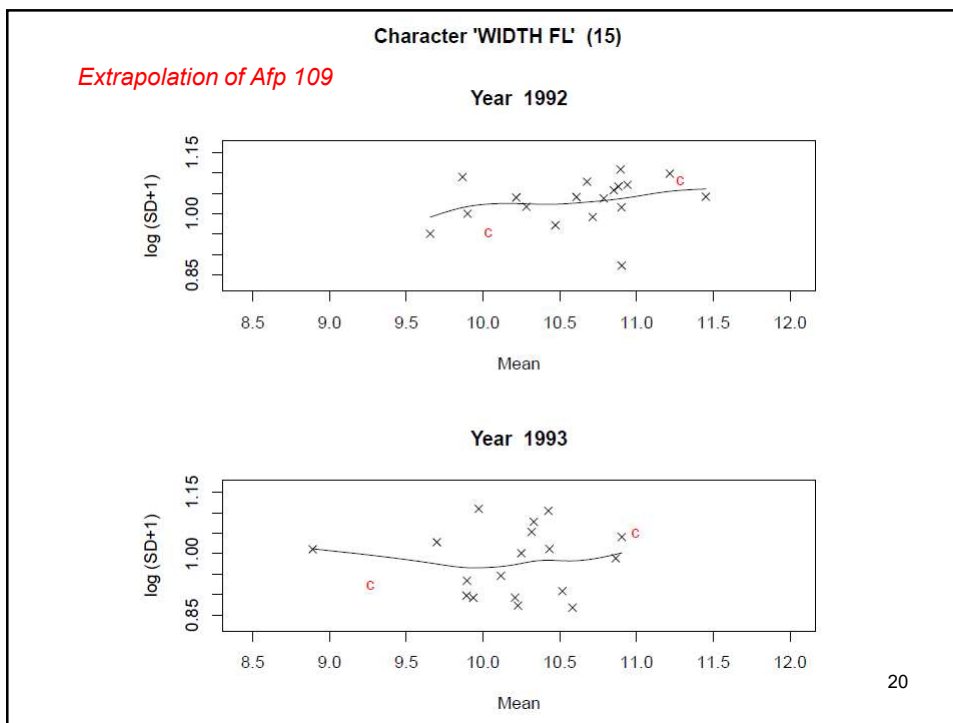 Character 'WIDTH FL' (15)
Extrapolation of Afp 109
Year 1992
log (SD+1)
1.15
1.00
0.85
c
c
8.5 9.0 9.5 10.0 10.5 11.0 11.5 12.0
Mean
Year 1993
log (SD+1)
1.15
1.00
0.85
c
c
8.5 9.0 9.5 10.0 10.5 11.0 11.5 12.0
Mean
20